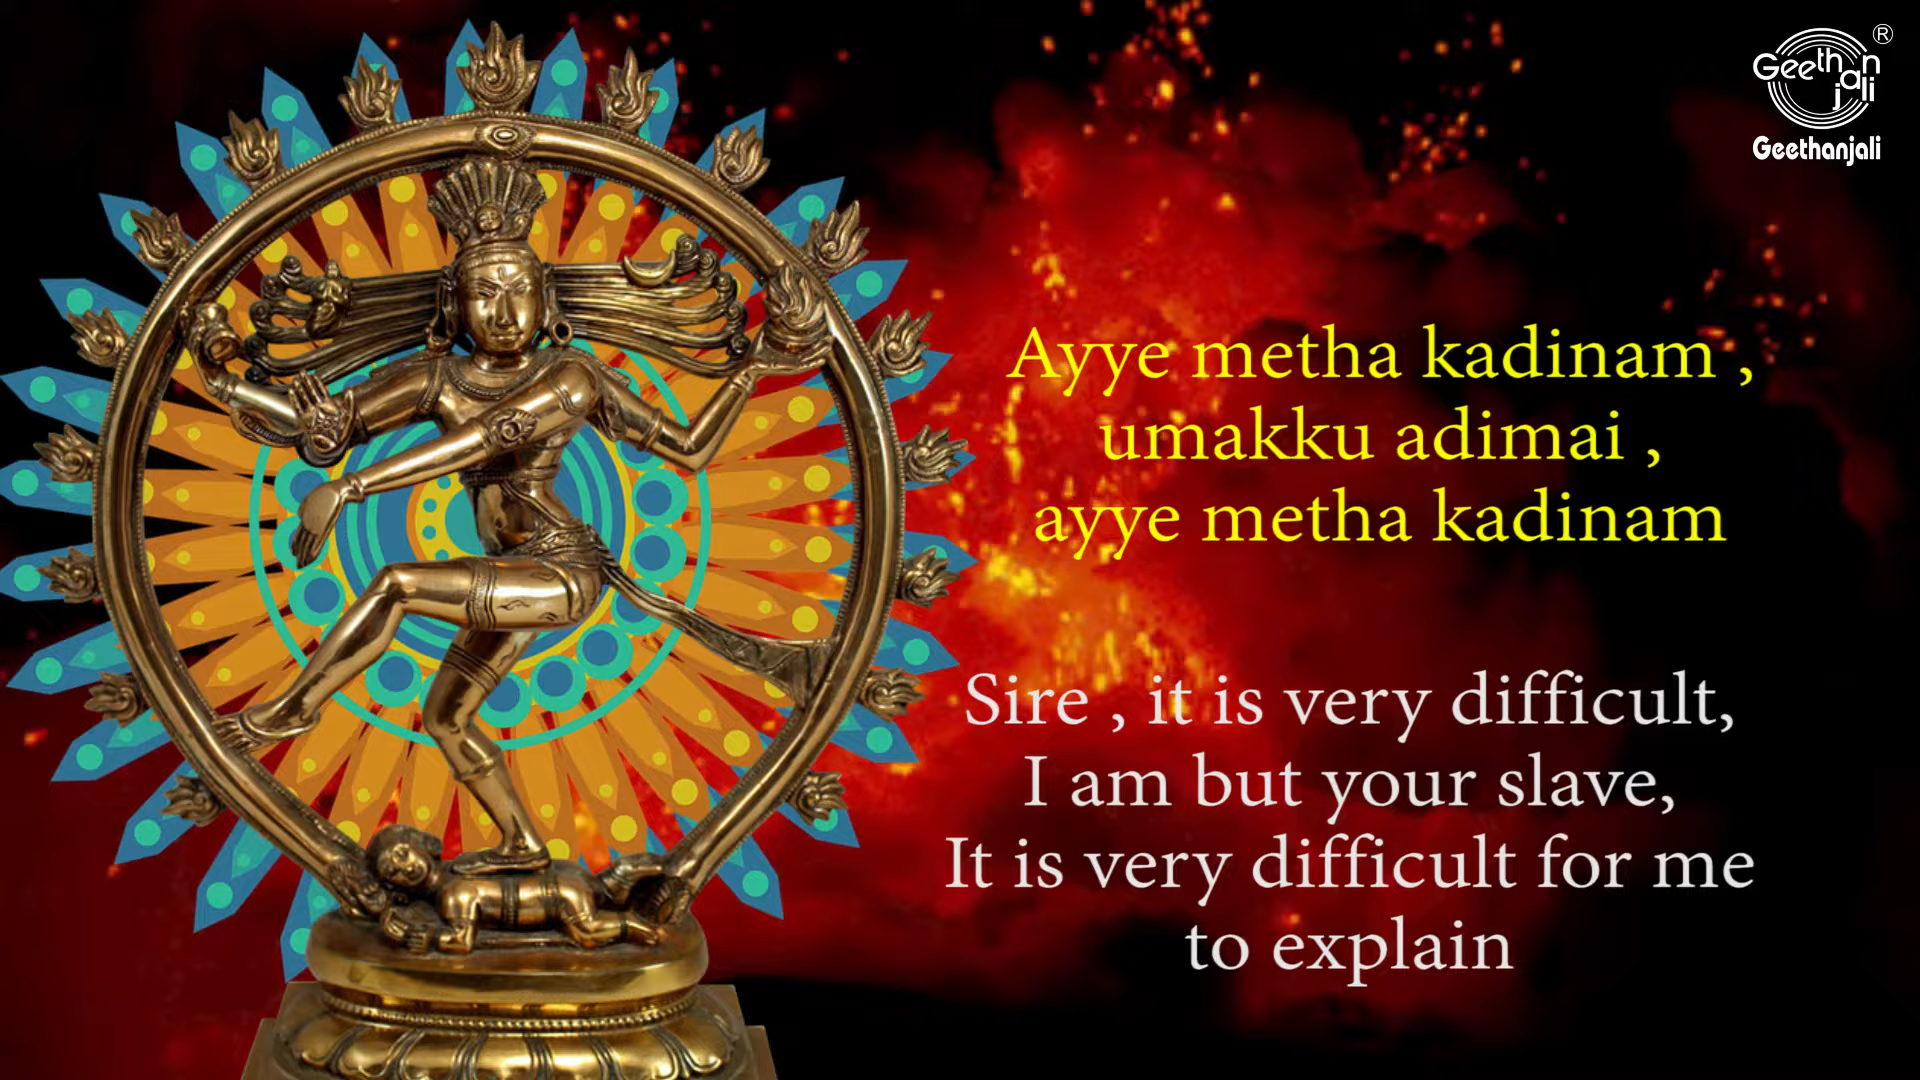 Geethanjali ®
Geethanjali
Ayye metha kadinam ,
umakku adimai ,
ayye metha kadinam
Sire , it is very difficult,
I am but your slave,
It is very difficult for me
to explain